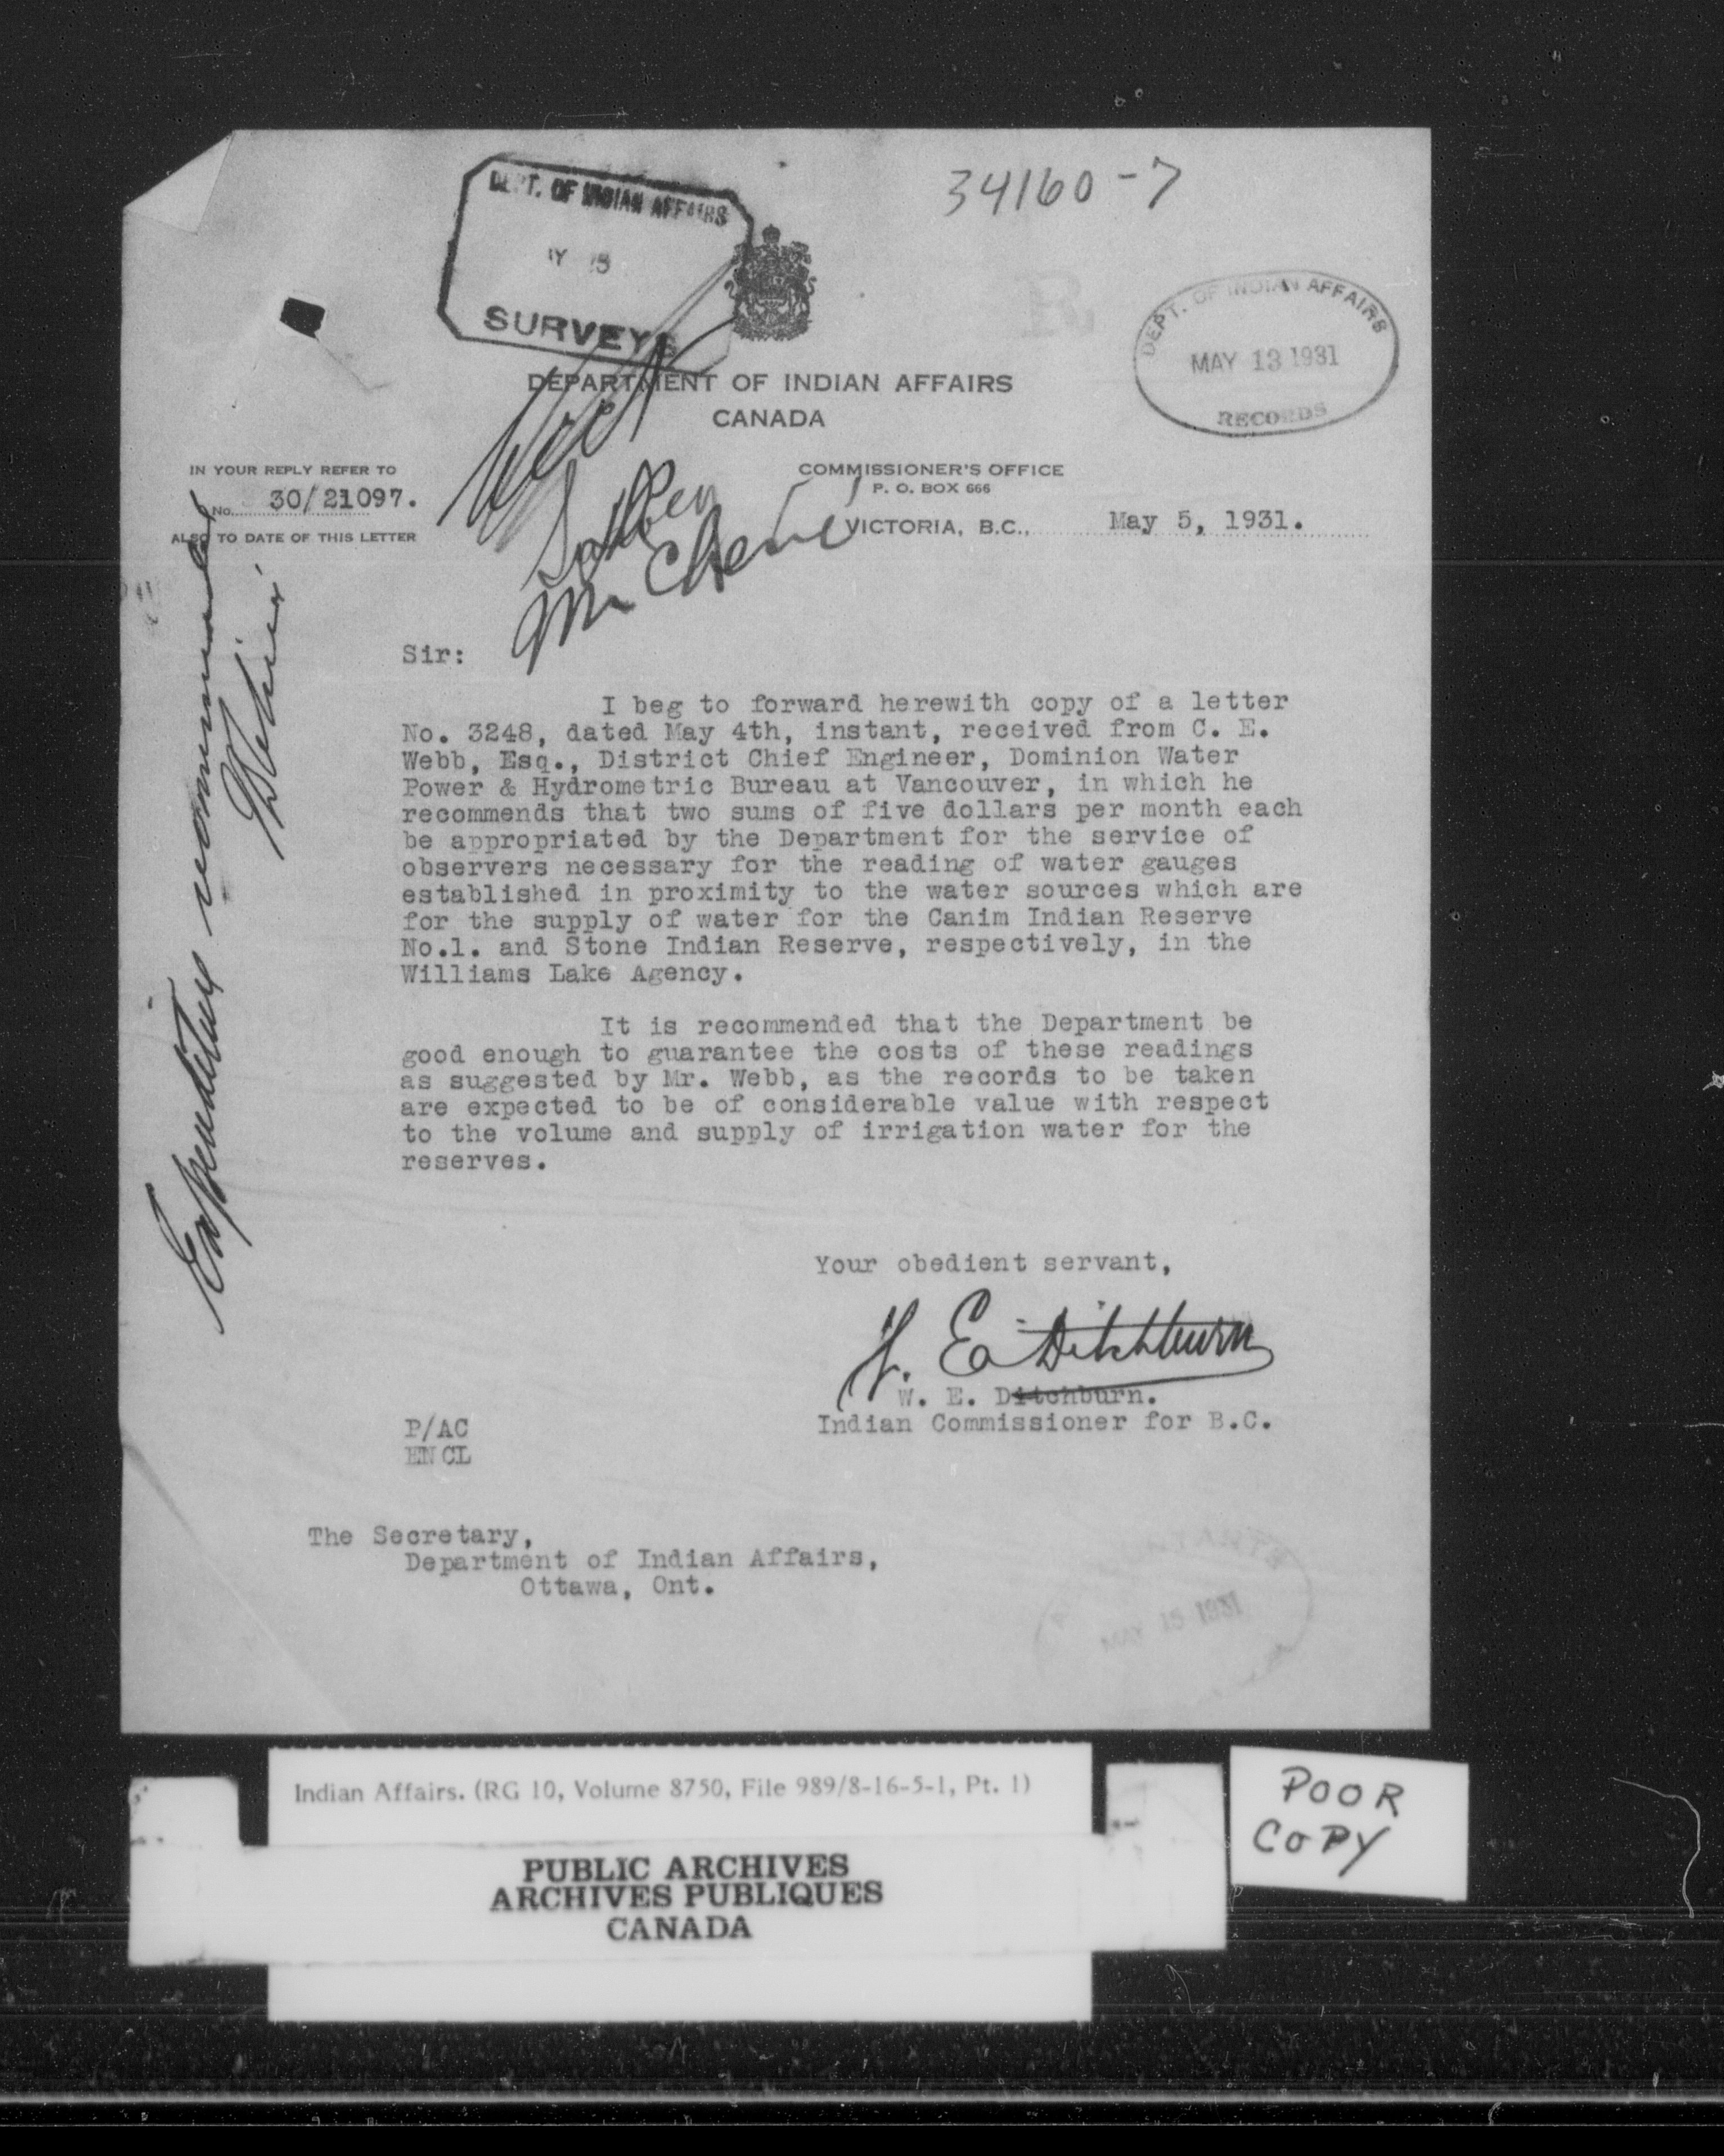 34160-7
DEPT. OF INDIAN AFFAIRS
SURVEYS
DEPT. OF INDIAN AFFAIRS
MAY 13 1931
RECORDS
DEPARTMENT OF INDIAN AFFAIRS
CANADA
IN YOUR REPLY REFER TO
No. 30/21097.
ALSO TO DATE OF THIS LETTER
COMMISSIONER'S OFFICE
P. O. BOX 666
VICTORIA, B.C., May 5, 1931.
Expenditure recommended
Sir:
I beg to forward herewith copy of a letter
No. 3248, dated May 4th, instant, received from C. E.
Webb, Esq., District Chief Engineer, Dominion Water
Power & Hydrometric Bureau at Vancouver, in which he
recommends that two sums of five dollars per month each
be appropriated by the Department for the service of
observers necessary for the reading of water gauges
established in proximity to the water sources which are
for the supply of water for the Canim Indian Reserve
No.1. and Stone Indian Reserve, respectively, in the
Williams Lake Agency.
It is recommended that the Department be
good enough to guarantee the costs of these readings
as suggested by Mr. Webb, as the records to be taken
are expected to be of considerable value with respect
to the volume and supply of irrigation water for the
reserves.
Your obedient servant,
W. E. Ditchburn
W. E. Ditchburn.
Indian Commissioner for B.C.
P/AC
ENCL
The Secretary,
Department of Indian Affairs,
Ottawa, Ont.
MAY 15 1931
Indian Affairs. (RG 10, Volume 8750, File 989/8-16-5-1, Pt. 1)
PUBLIC ARCHIVES
ARCHIVES PUBLIQUES
CANADA
POOR
COPY